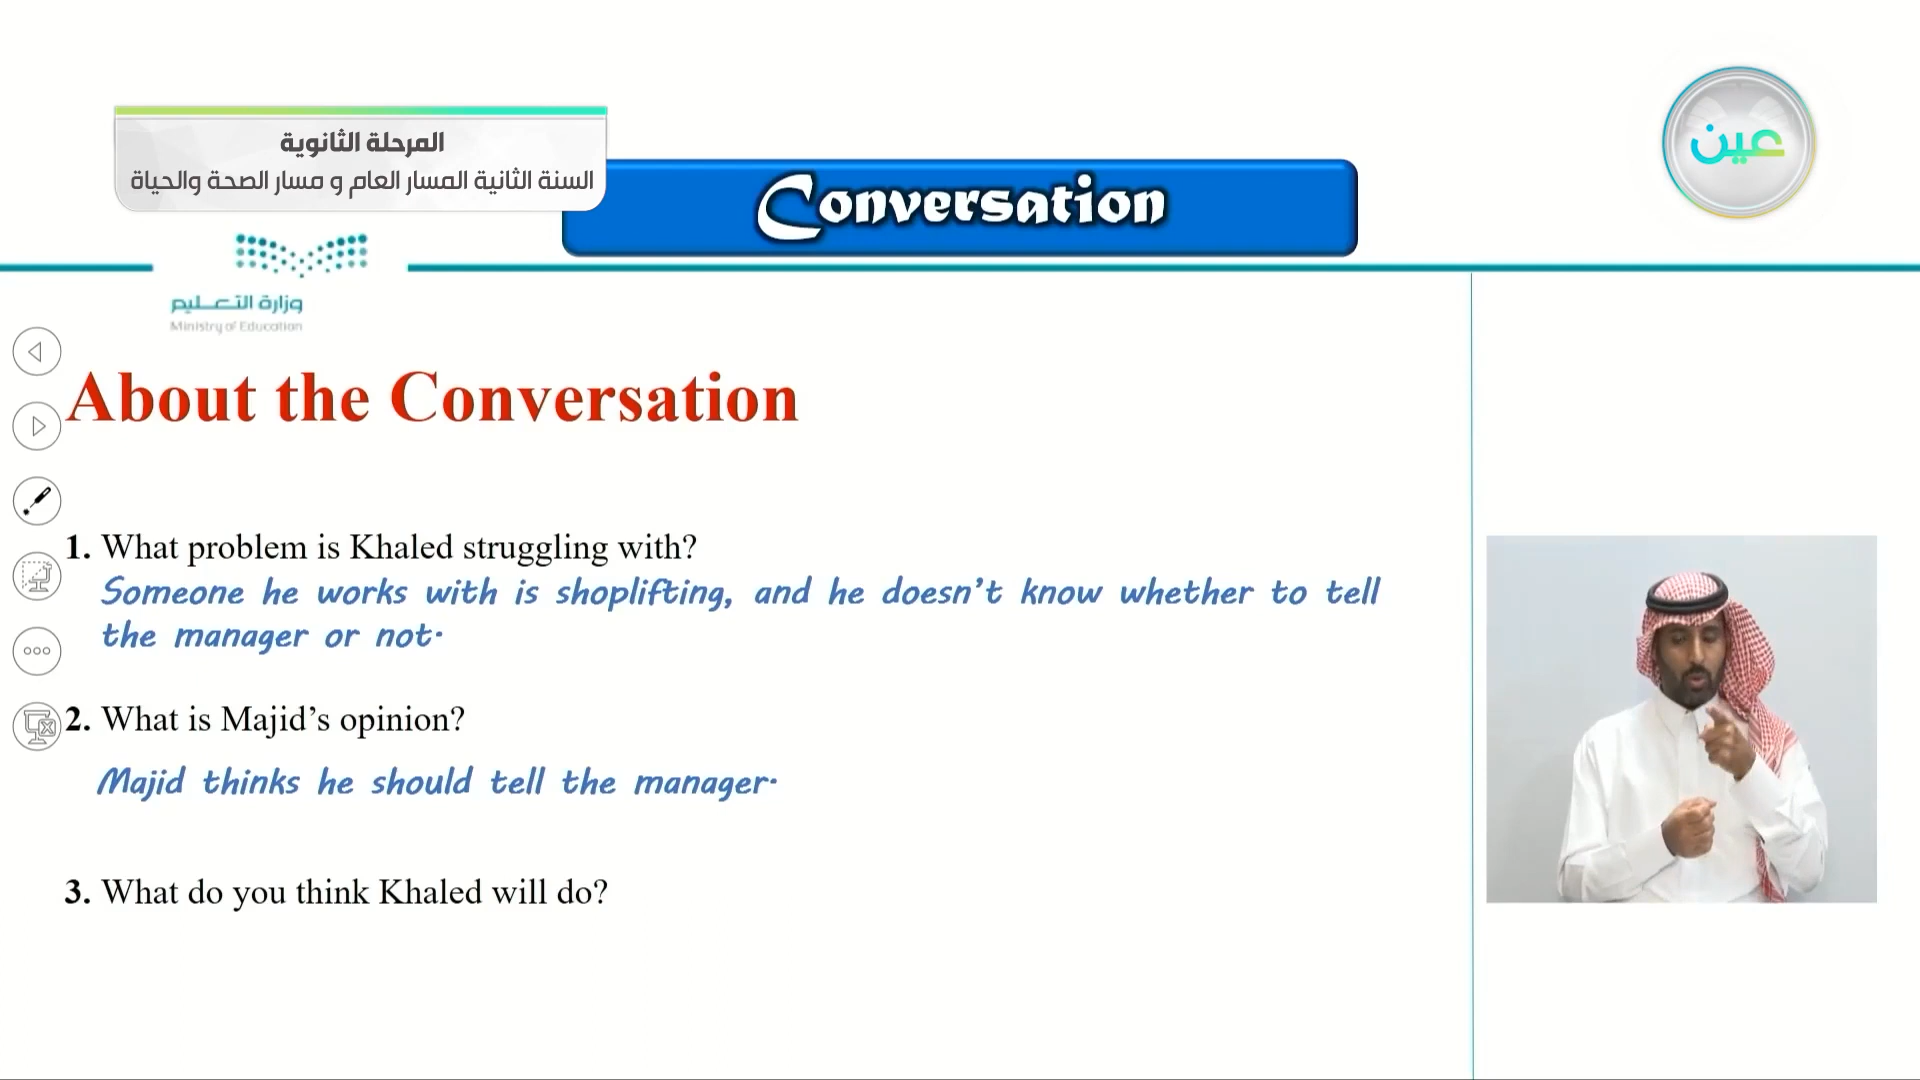 المرحلة الثانوية
السنة الثانية المسار العام و مسار الصحة والحياة
عين
Conversation
وزارة التعليم
Ministry of Education
About the Conversation
1. What problem is Khaled struggling with?
Someone he works with is shoplifting, and he doesn't know whether to tell
the manager or not.
2. What is Majid's opinion?
Majid thinks he should tell the manager.
3. What do you think Khaled will do?